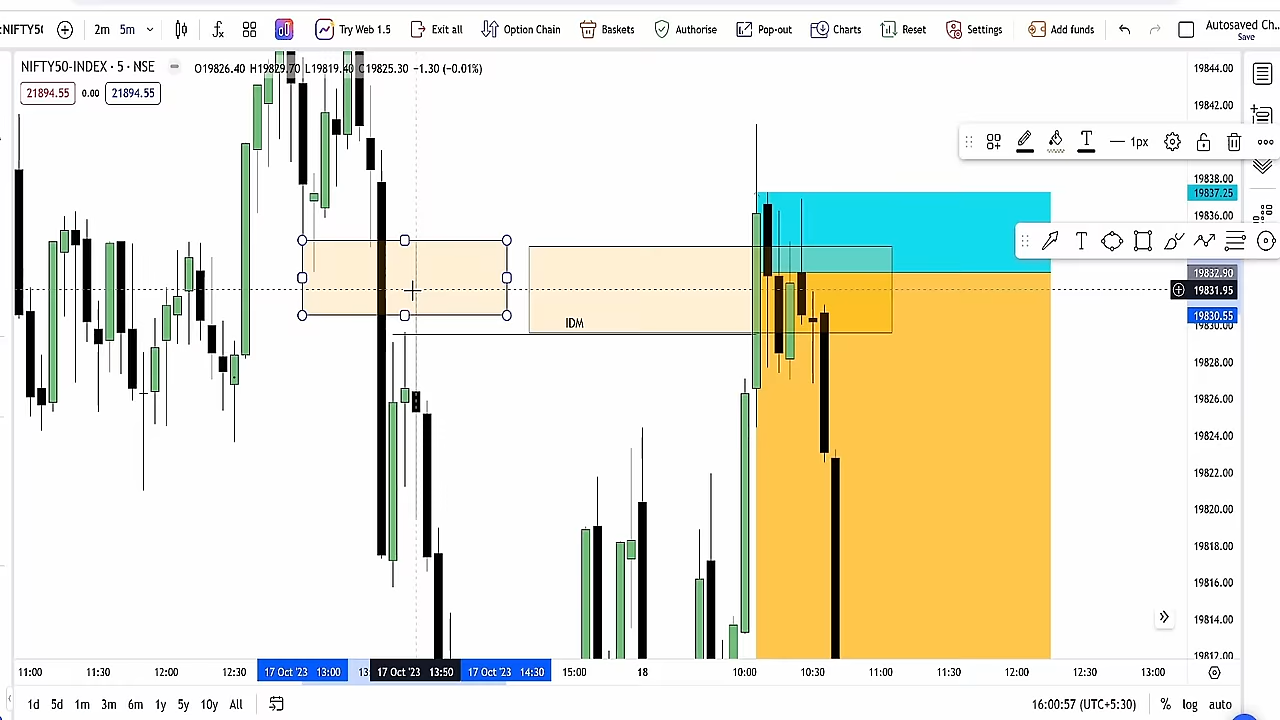 :NIFTY50
2m 5m
Try Web 1.5
Exit all
Option Chain
Baskets
Authorise
Pop-out
Charts
Reset
Settings
Add funds
Autosaved Ch...
Save
NIFTY50-INDEX · 5 · NSE
O19826.40 H19829.70 L19819.40 C19825.30 −1.30 (−0.01%)
21894.55 0.00 21894.55
1px
IDM
19844.00
19842.00
19838.00
19837.25
19836.00
19832.90
19831.95
19830.55
19830.00
19828.00
19826.00
19824.00
19822.00
19820.00
19818.00
19816.00
19814.00
19817.00
11:00 11:30 12:00 12:30 17 Oct '23 13:00 13 17 Oct '23 13:50 17 Oct '23 14:30 15:00 18 10:00 10:30 11:00 11:30 12:00 12:30 13:00
1d 5d 1m 3m 6m 1y 5y 10y All
16:00:57 (UTC+5:30) % log auto